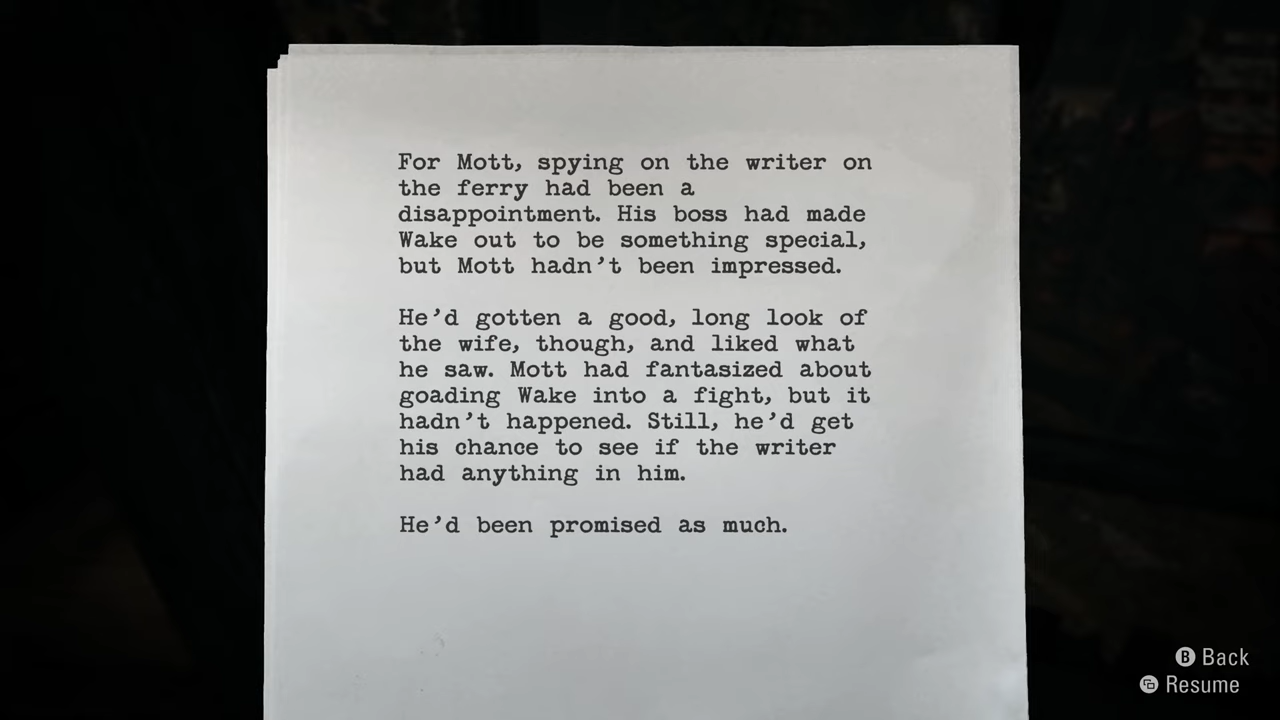 For Mott, spying on the writer on
the ferry had been a
disappointment. His boss had made
Wake out to be something special,
but Mott hadn’t been impressed.
He’d gotten a good, long look of
the wife, though, and liked what
he saw. Mott had fantasized about
goading Wake into a fight, but it
hadn’t happened. Still, he’d get
his chance to see if the writer
had anything in him.
He’d been promised as much.
B Back
Resume